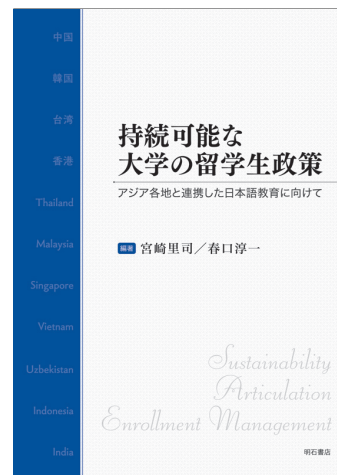 中国
韓国
台湾
香港
Thailand
Malaysia
Singapore
Vietnam
Uzbekistan
Indonesia
India
持続可能な
大学の留学生政策
アジア各地と連携した日本語教育に向けて
編著 宮崎里司／春口淳一
Sustainability
Articulation
Enrollment Management
明石書店